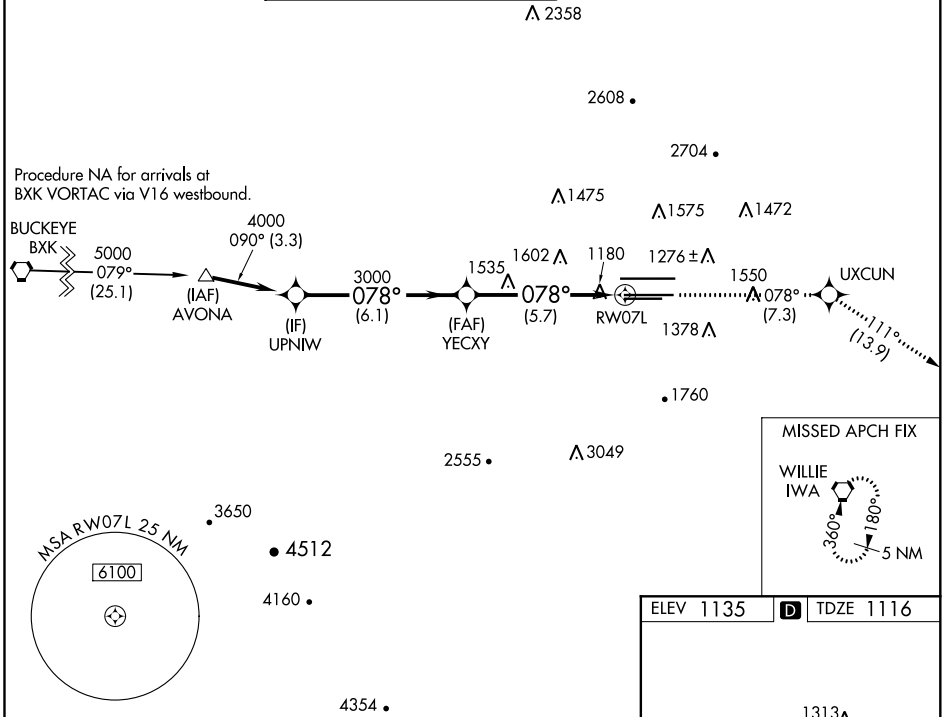 2358
2608
2704
Procedure NA for arrivals at
BXK VORTAC via V16 westbound.
1475
1575
1472
BUCKEYE
BXK
5000
079°
(25.1)
4000
090° (3.3)
(IAF)
AVONA
(IF)
UPNIW
3000
078°
(6.1)
(FAF)
YECXY
1535
1602
078°
(5.7)
1180
1276±
RW07L
1550
078°
(7.3)
UXCUN
111°
(13.9)
1378
1760
3049
2555
MISSED APCH FIX
WILLIE
IWA
360°
180°
5 NM
3650
4512
4160
4354
MSA RW07L 25 NM
6100
ELEV 1135
D
TDZE 1116
1313